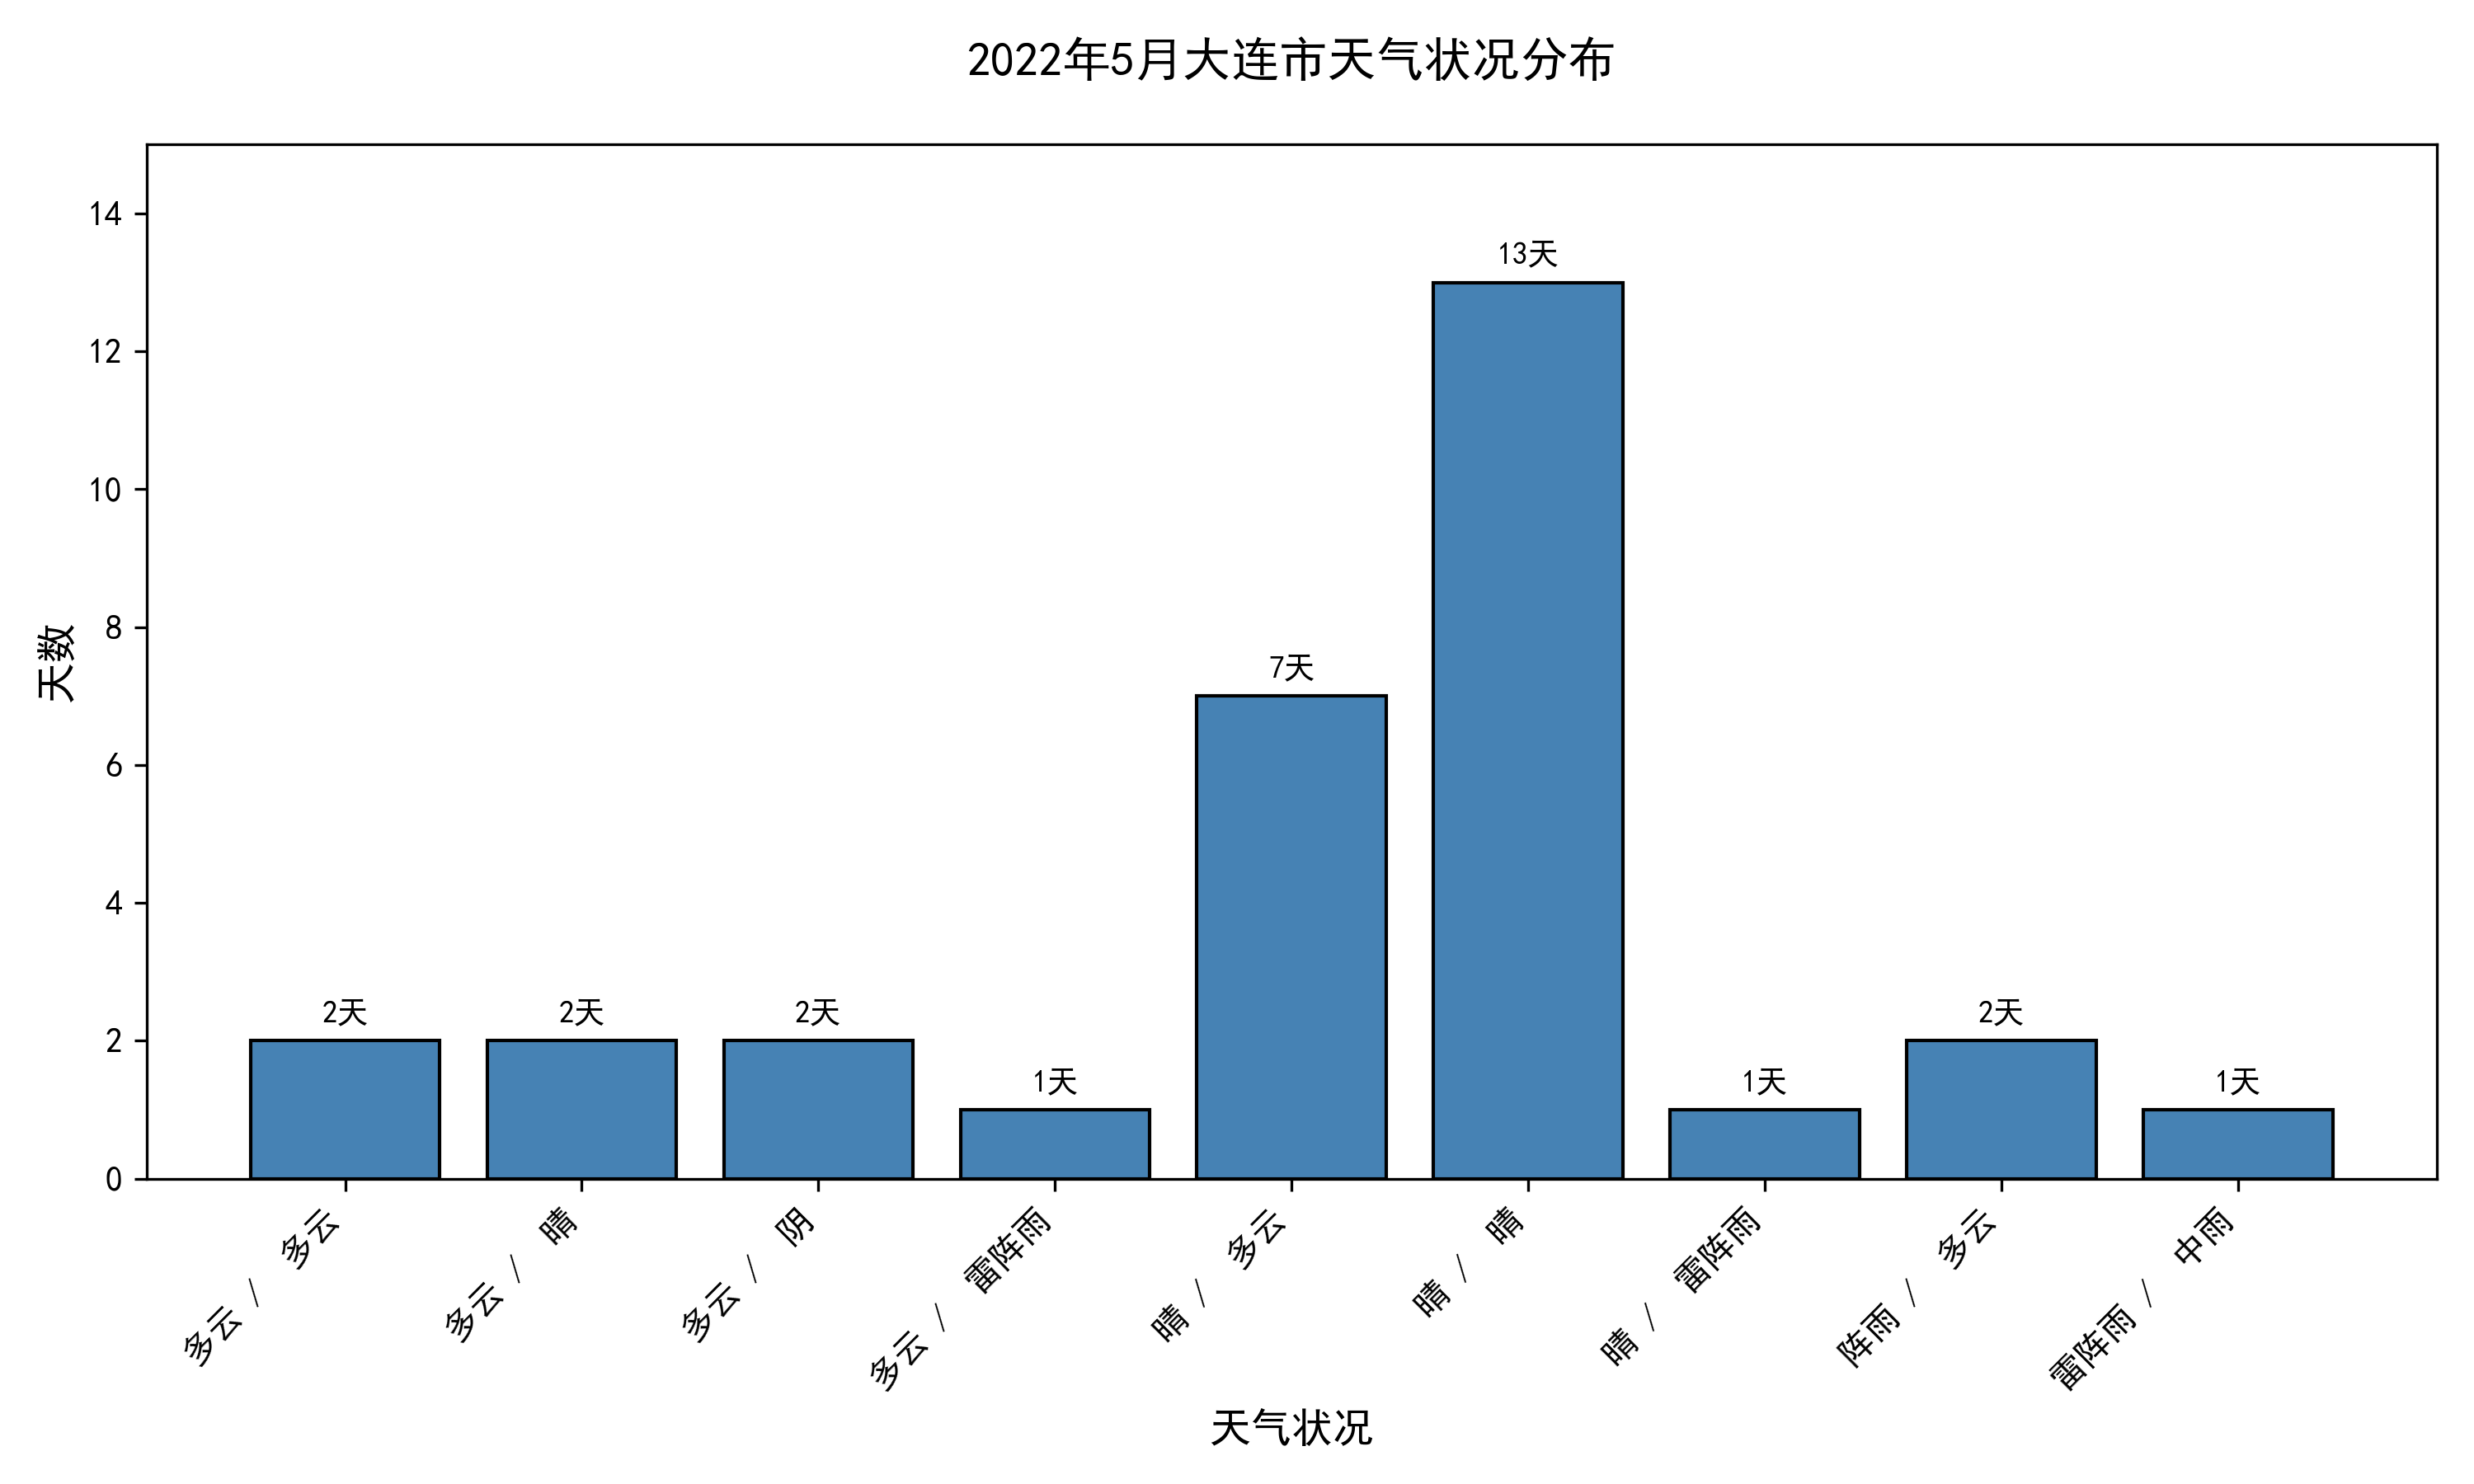 2022年5月大连市天气状况分布
天数
14
12
10
8
6
4
2
0
2天
2天
2天
1天
7天
13天
1天
2天
1天
多云 / 多云
多云 / 晴
多云 / 阴
多云 / 雷阵雨
晴 / 多云
晴 / 晴
晴 / 雷阵雨
阵雨 / 多云
雷阵雨 / 中雨
天气状况